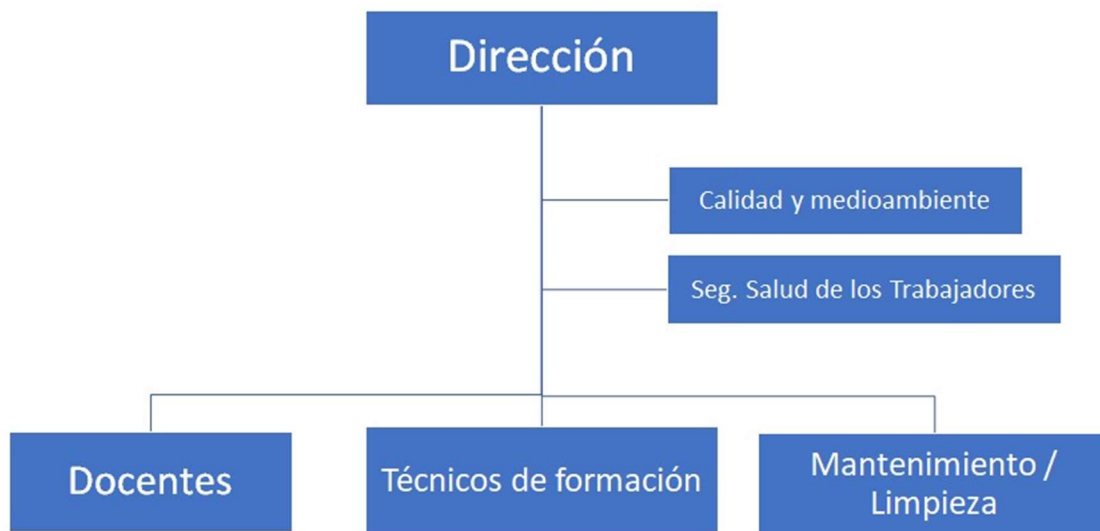 Dirección
Calidad y medioambiente
Seg. Salud de los Trabajadores
Docentes
Técnicos de formación
Mantenimiento /
Limpieza